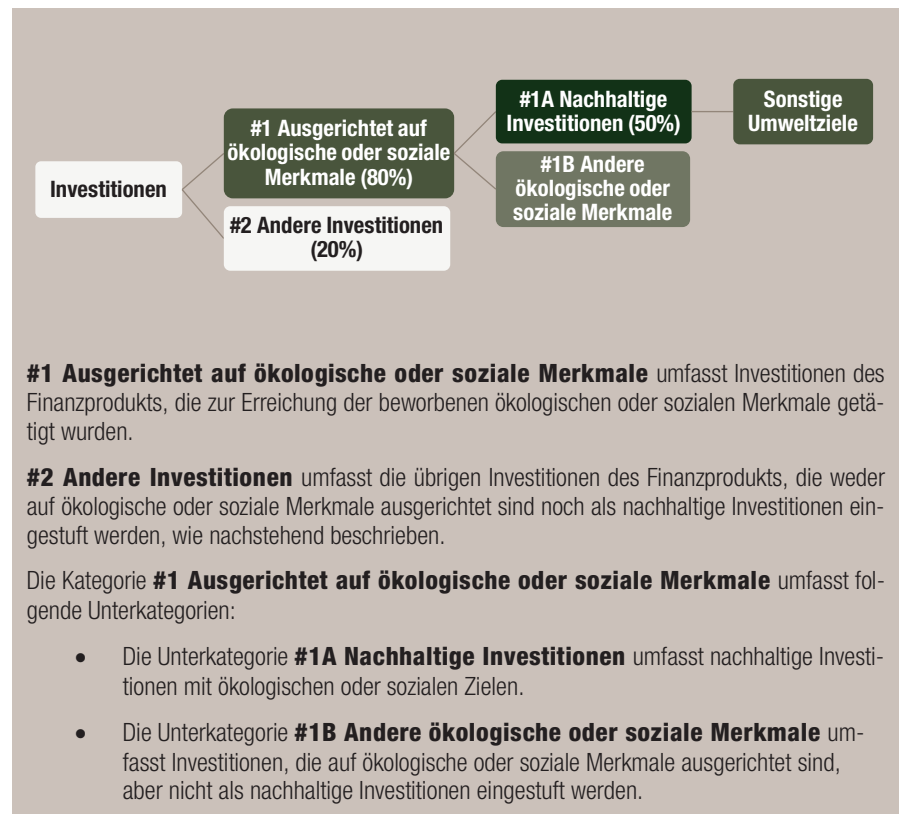 Investitionen
#1 Ausgerichtet auf
ökologische oder soziale
Merkmale (80%)
#2 Andere Investitionen
(20%)
#1A Nachhaltige
Investitionen (50%)
#1B Andere
ökologische oder
soziale Merkmale
Sonstige
Umweltziele
#1 Ausgerichtet auf ökologische oder soziale Merkmale umfasst Investitionen des
Finanzprodukts, die zur Erreichung der beworbenen ökologischen oder sozialen Merkmale getä-
tigt wurden.
#2 Andere Investitionen umfasst die übrigen Investitionen des Finanzprodukts, die weder
auf ökologische oder soziale Merkmale ausgerichtet sind noch als nachhaltige Investitionen ein-
gestuft werden, wie nachstehend beschrieben.
Die Kategorie #1 Ausgerichtet auf ökologische oder soziale Merkmale umfasst fol-
gende Unterkategorien:
• Die Unterkategorie #1A Nachhaltige Investitionen umfasst nachhaltige Investi-
tionen mit ökologischen oder sozialen Zielen.
• Die Unterkategorie #1B Andere ökologische oder soziale Merkmale um-
fasst Investitionen, die auf ökologische oder soziale Merkmale ausgerichtet sind,
aber nicht als nachhaltige Investitionen eingestuft werden.